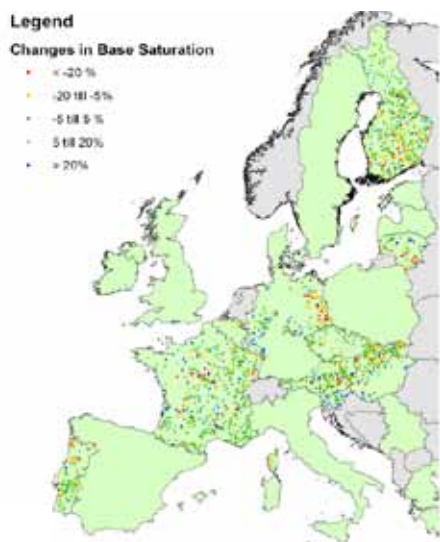 Legend
Changes in Base Saturation
< -20 %
-20 till -5%
-5 till 5 %
5 till 20%
> 20%